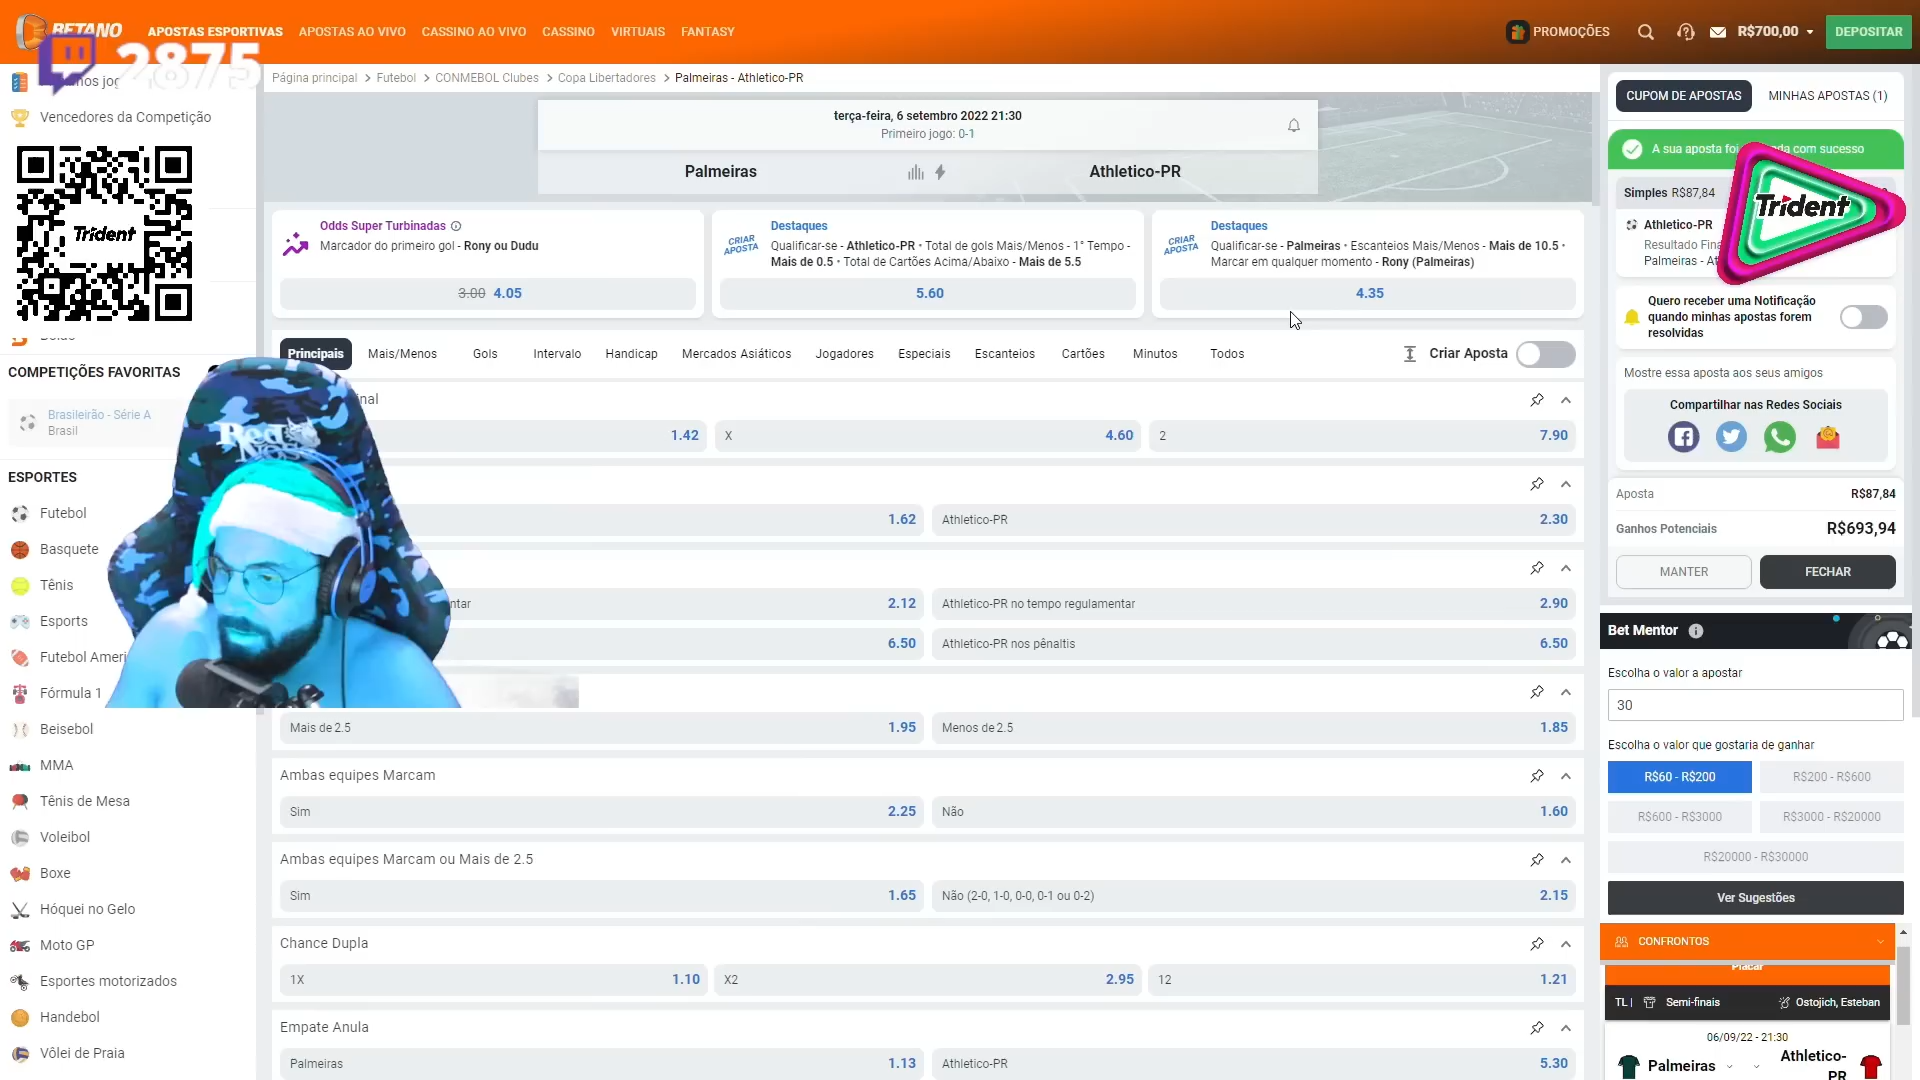 BETANO
2875
APOSTAS ESPORTIVAS
APOSTAS AO VIVO
CASSINO AO VIVO
CASSINO
VIRTUAIS
FANTASY
PROMOÇÕES
R$700,00
DEPOSITAR
Vencedores da Competição
Trident
COMPETIÇÕES FAVORITAS
Brasileirão - Série A
Brasil
ESPORTES
Futebol
Basquete
Tênis
Esports
Futebol Ameri
Fórmula 1
Beisebol
MMA
Tênis de Mesa
Voleibol
Boxe
Hóquei no Gelo
Moto GP
Esportes motorizados
Handebol
Vôlei de Praia
Página principal > Futebol > CONMEBOL Clubes > Copa Libertadores > Palmeiras - Athletico-PR
terça-feira, 6 setembro 2022 21:30
Primeiro jogo: 0-1
Palmeiras
Athletico-PR
Odds Super Turbinadas
Marcador do primeiro gol - Rony ou Dudu
3.00 4.05
CRIAR APOSTA
Destaques
Qualificar-se - Athletico-PR • Total de gols Mais/Menos - 1° Tempo -
Mais de 0.5 • Total de Cartões Acima/Abaixo - Mais de 5.5
5.60
CRIAR APOSTA
Destaques
Qualificar-se - Palmeiras • Escanteios Mais/Menos - Mais de 10.5 •
Marcar em qualquer momento - Rony (Palmeiras)
4.35
Principais
Mais/Menos
Gols
Intervalo
Handicap
Mercados Asiáticos
Jogadores
Especiais
Escanteios
Cartões
Minutos
Todos
Criar Aposta
1.42
X 4.60
2 7.90
1.62
Athletico-PR 2.30
2.12
Athletico-PR no tempo regulamentar 2.90
6.50
Athletico-PR nos pênaltis 6.50
Mais de 2.5 1.95
Menos de 2.5 1.85
Ambas equipes Marcam
Sim 2.25
Não 1.60
Ambas equipes Marcam ou Mais de 2.5
Sim 1.65
Não (2-0, 1-0, 0-0, 0-1 ou 0-2) 2.15
Chance Dupla
1X 1.10
X2 2.95
12 1.21
Empate Anula
Palmeiras 1.13
Athletico-PR 5.30
CUPOM DE APOSTAS
MINHAS APOSTAS (1)
A sua aposta foi
com sucesso
Simples R$87,84
Athletico-PR
Resultado Fina
Palmeiras - At
Trident
Quero receber uma Notificação
quando minhas apostas forem
resolvidas
Mostre essa aposta aos seus amigos
Compartilhar nas Redes Sociais
Aposta R$87,84
Ganhos Potenciais R$693,94
MANTER
FECHAR
Bet Mentor
Escolha o valor a apostar
30
Escolha o valor que gostaria de ganhar
R$60 - R$200
R$200 - R$600
R$600 - R$3000
R$3000 - R$20000
R$20000 - R$30000
Ver Sugestões
CONFRONTOS
Placar
TL | Semi-finais
Ostojich, Esteban
06/09/22 - 21:30
Palmeiras
Athletico-
PR